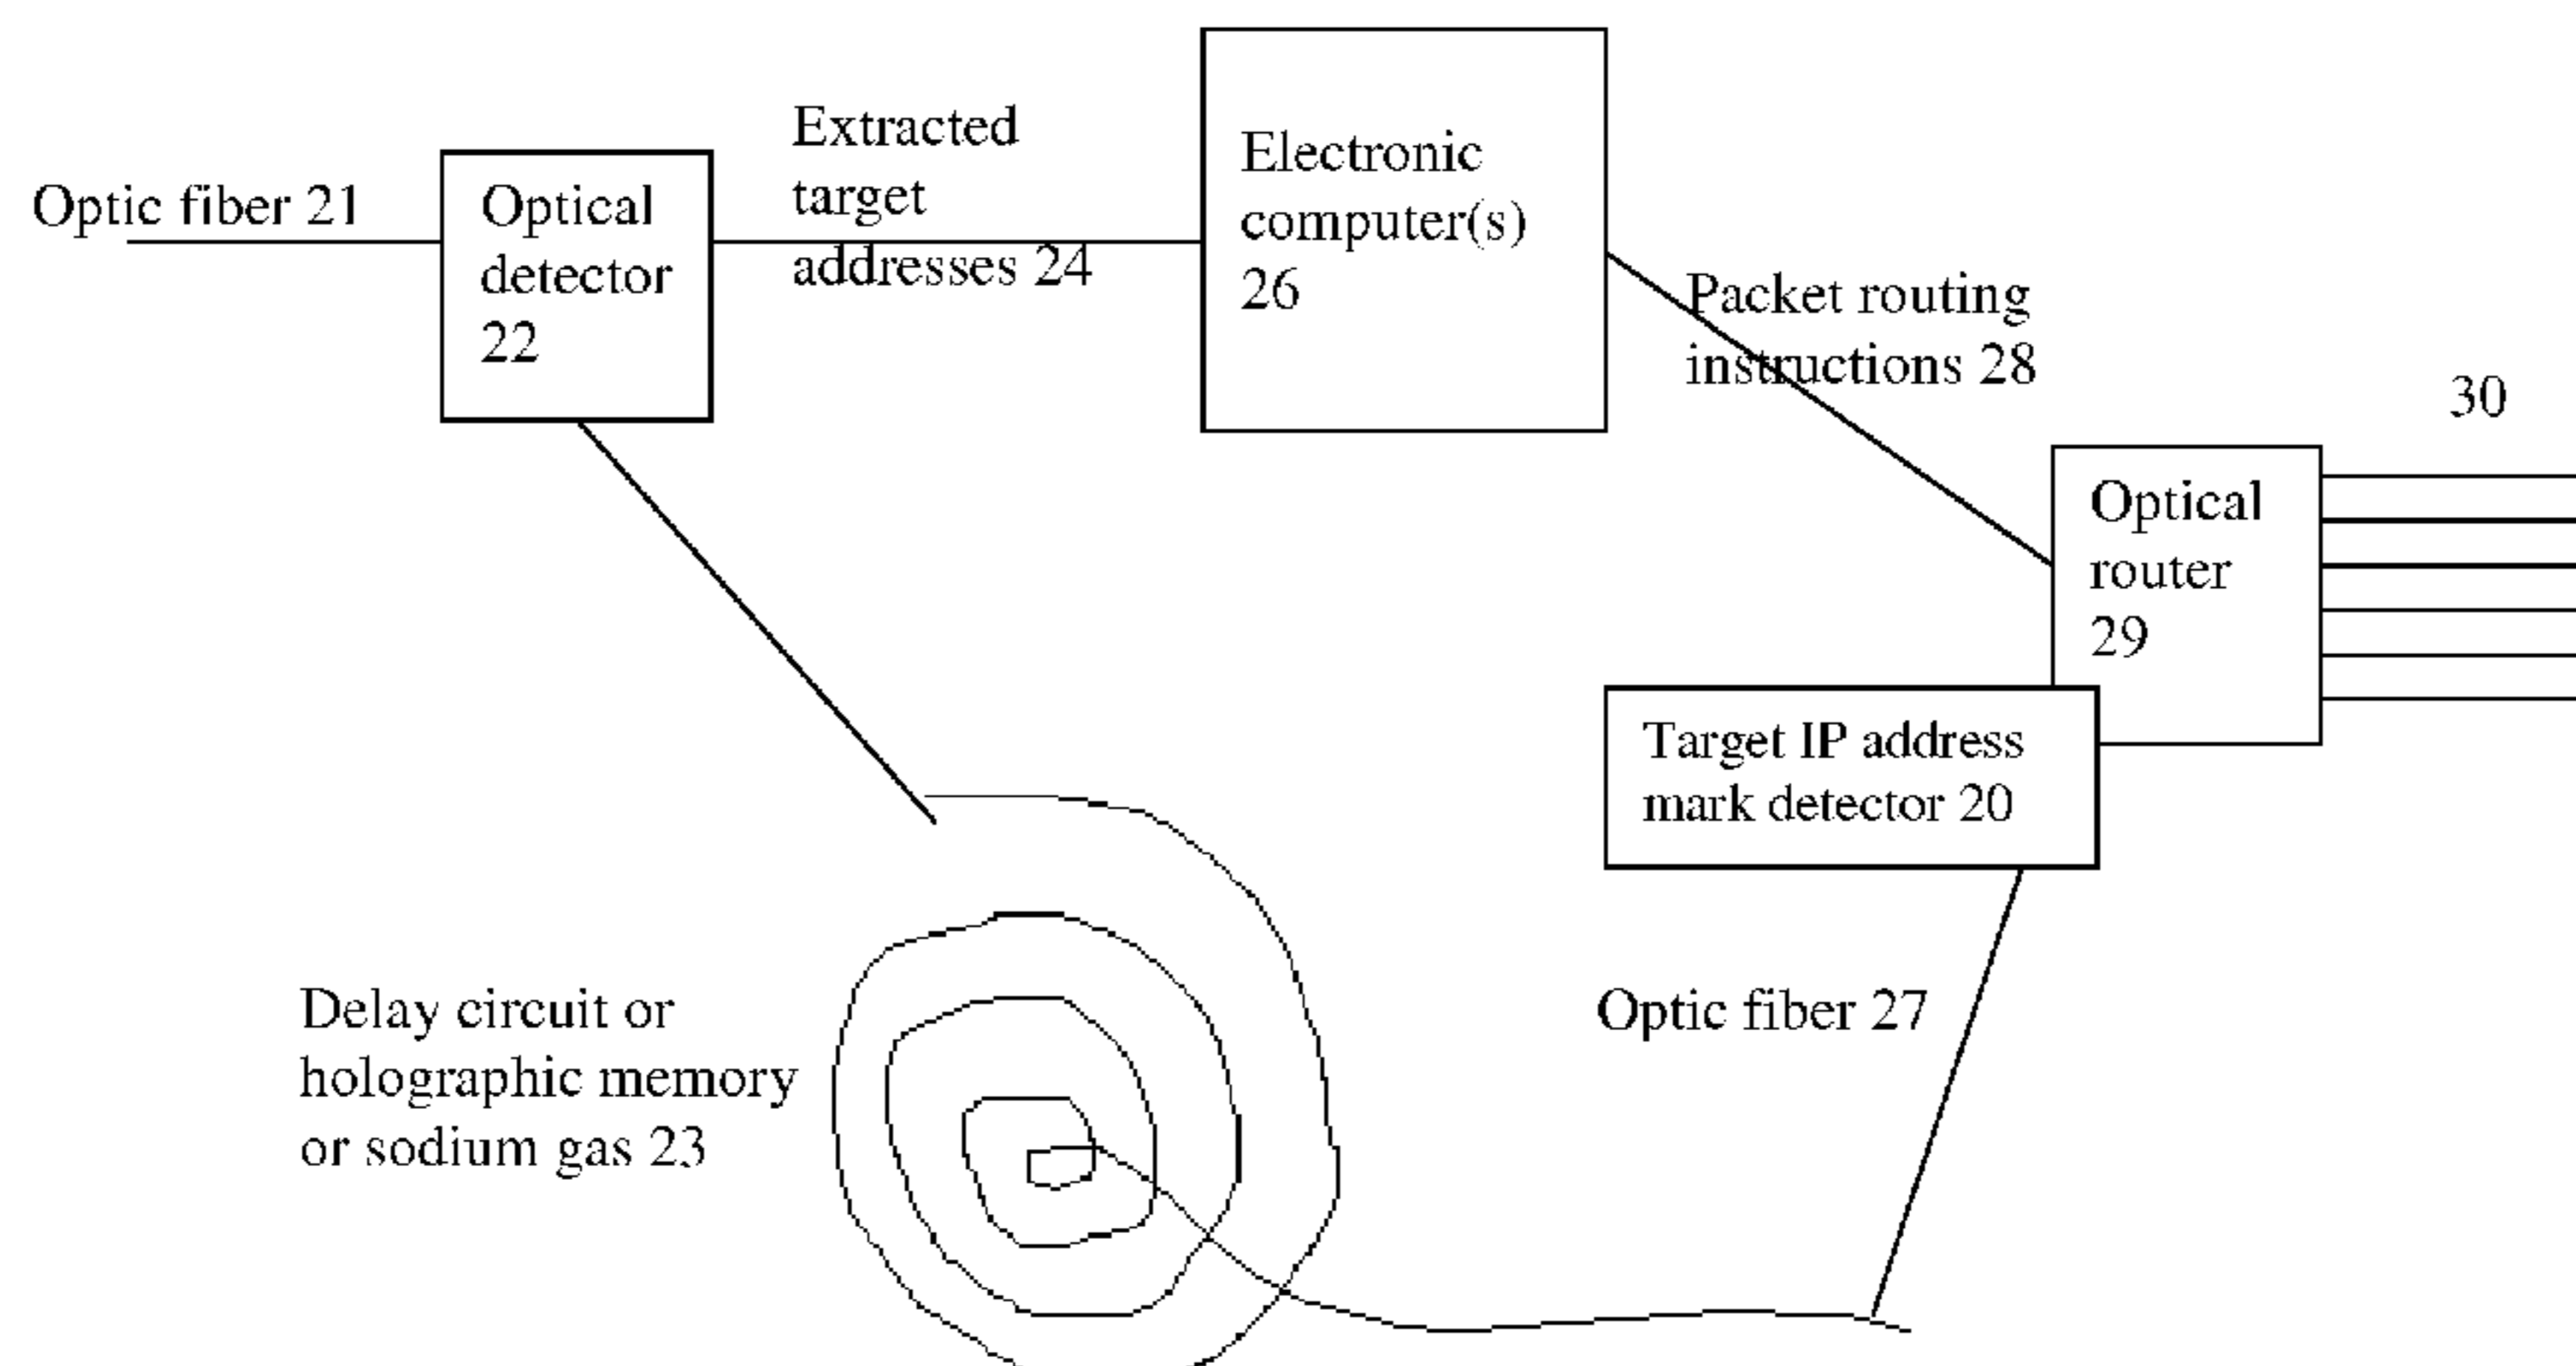 Optic fiber 21
Optical
detector
22
Extracted
target
addresses 24
Electronic
computer(s)
26
Packet routing
instructions 28
30
Optical
router
29
Target IP address
mark detector 20
Delay circuit or
holographic memory
or sodium gas 23
Optic fiber 27